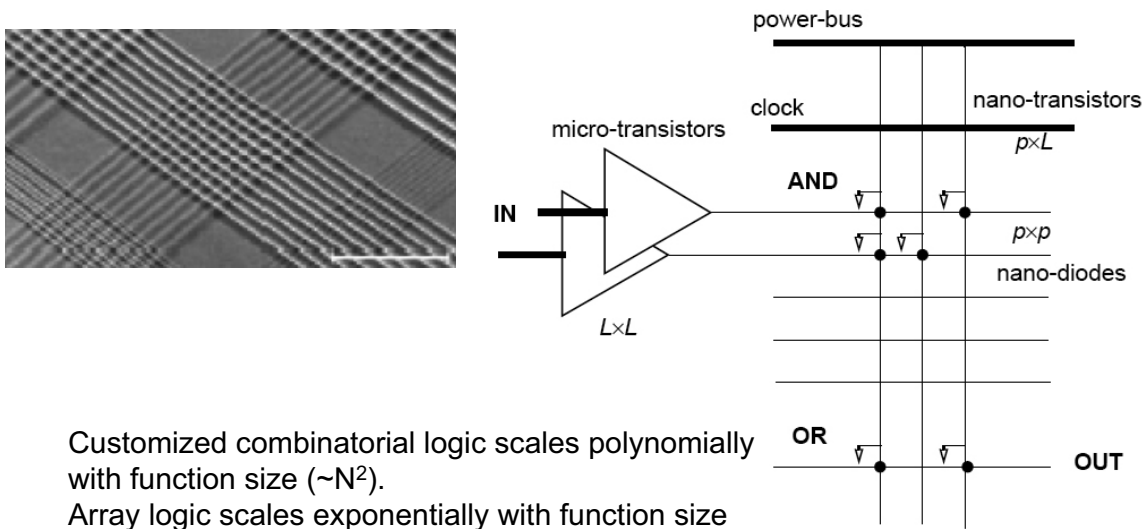 power-bus
clock
nano-transistors
p×L
micro-transistors
AND
IN
p×p
nano-diodes
L×L
OR
OUT
Customized combinatorial logic scales polynomially
with function size (~N²).
Array logic scales exponentially with function size